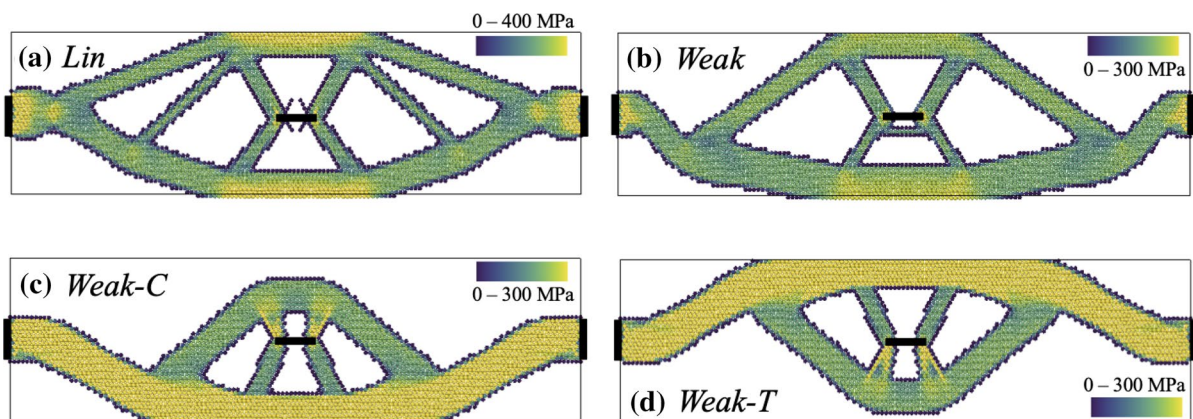 (a) Lin
0 – 400 MPa
(b) Weak
0 – 300 MPa
(c) Weak-C
0 – 300 MPa
(d) Weak-T
0 – 300 MPa